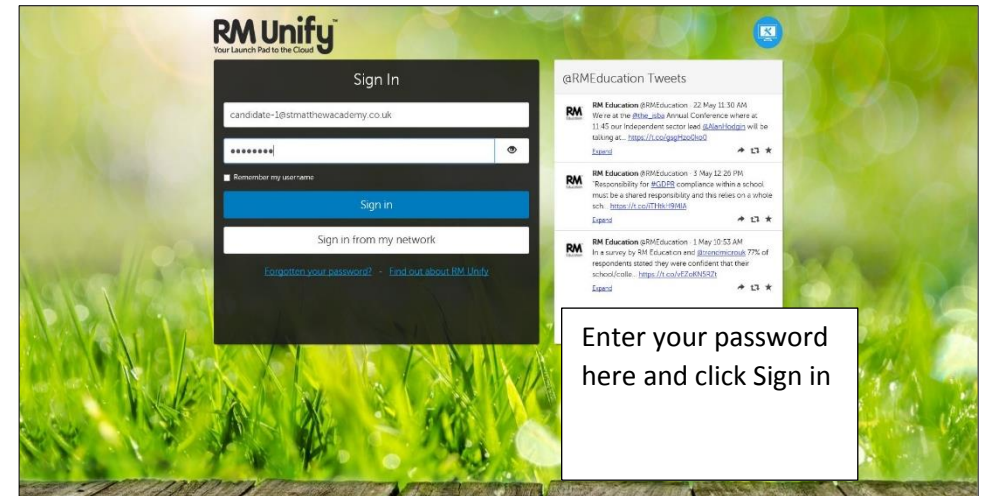 RM Unify™
Your Launch Pad to the Cloud
Sign In
candidate-1@stmatthewacademy.co.uk
••••••••
Remember my username
Sign in
Sign in from my network
Forgotten your password? - Find out about RM Unify
@RMEducation Tweets
RM Education @RMEducation · 22 May 11:30 AM
We're at the #the_isba Annual Conference where at
11:45 our Independent sector lead @AlanHodgin will be
talking at...
Expand
RM Education @RMEducation · 3 May 12:26 PM
"Responsibility for #GDPR compliance within a school
must be a shared responsibility and this relies on a whole
sch...
Expand
RM Education @RMEducation · 1 May 10:53 AM
In a survey by RM Education and @trendmicrouk 77% of
respondents stated they were confident that their
school/colle...
Expand
Enter your password
here and click Sign in